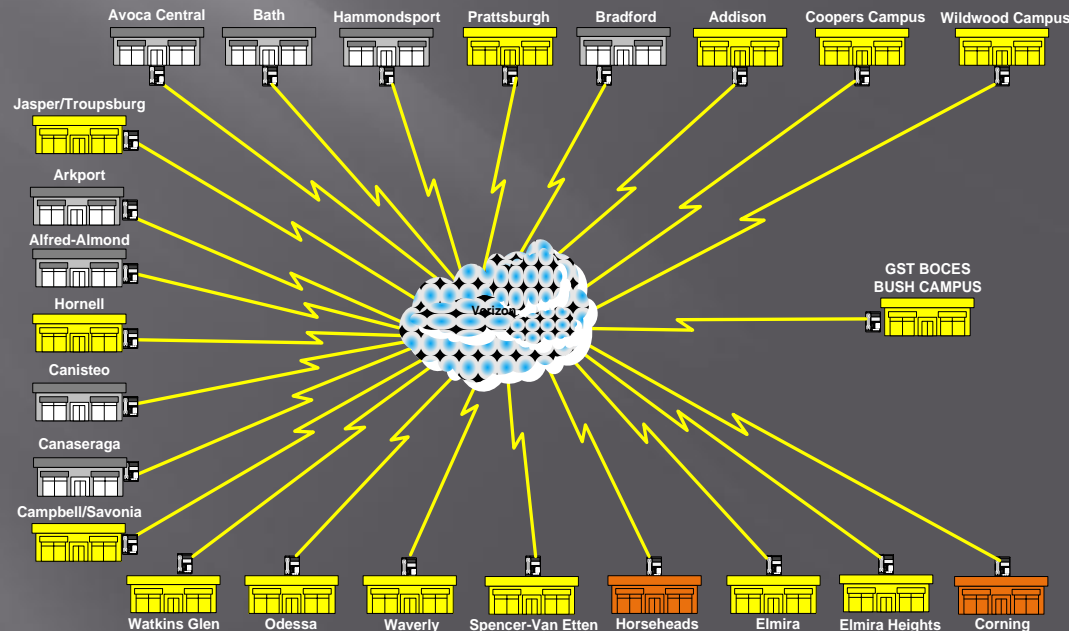 Avoca Central
Bath
Hammondsport
Prattsburgh
Bradford
Addison
Coopers Campus
Wildwood Campus
Jasper/Troupsburg
Arkport
Alfred-Almond
Hornell
Canisteo
Canaseraga
Campbell/Savonia
Verizon
GST BOCES
BUSH CAMPUS
Watkins Glen
Odessa
Waverly
Spencer-Van Etten
Horseheads
Elmira
Elmira Heights
Corning